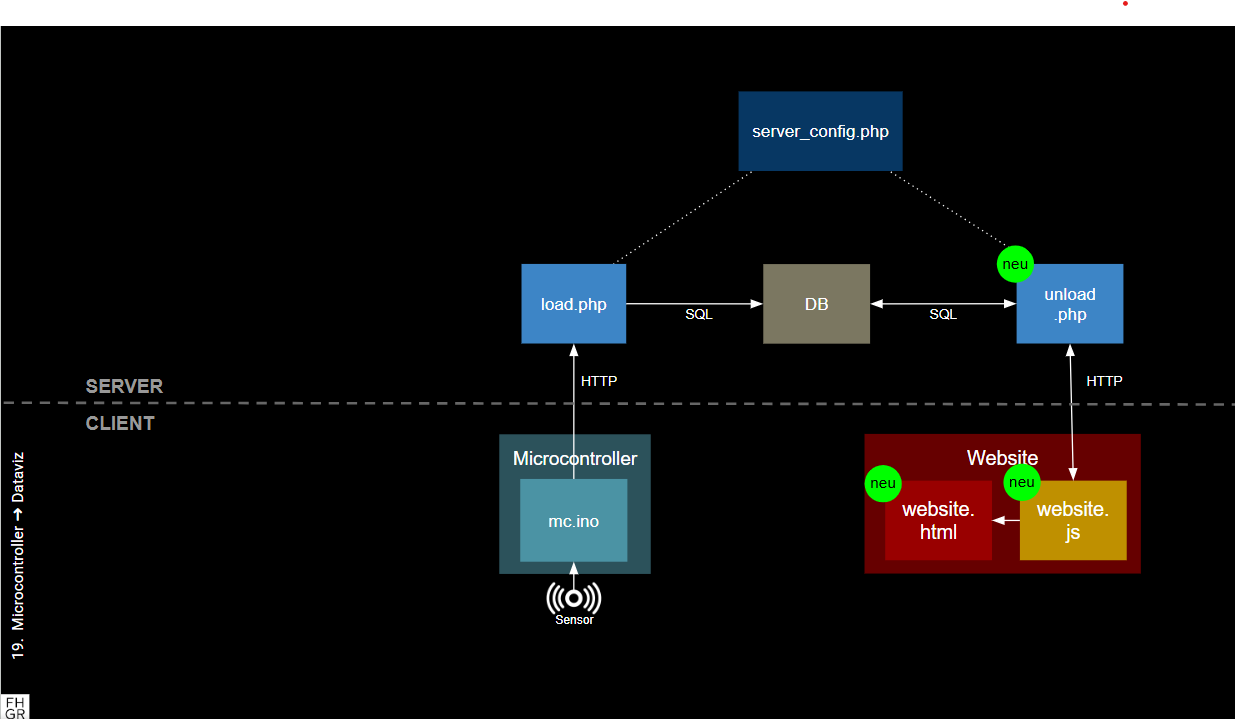 server_config.php
neu
load.php
SQL
DB
SQL
unload
.php
HTTP
HTTP
SERVER
CLIENT
Microcontroller
mc.ino
Sensor
Website
neu
website.
html
neu
website.
js
19. Microcontroller ➔ Dataviz
FH
GR